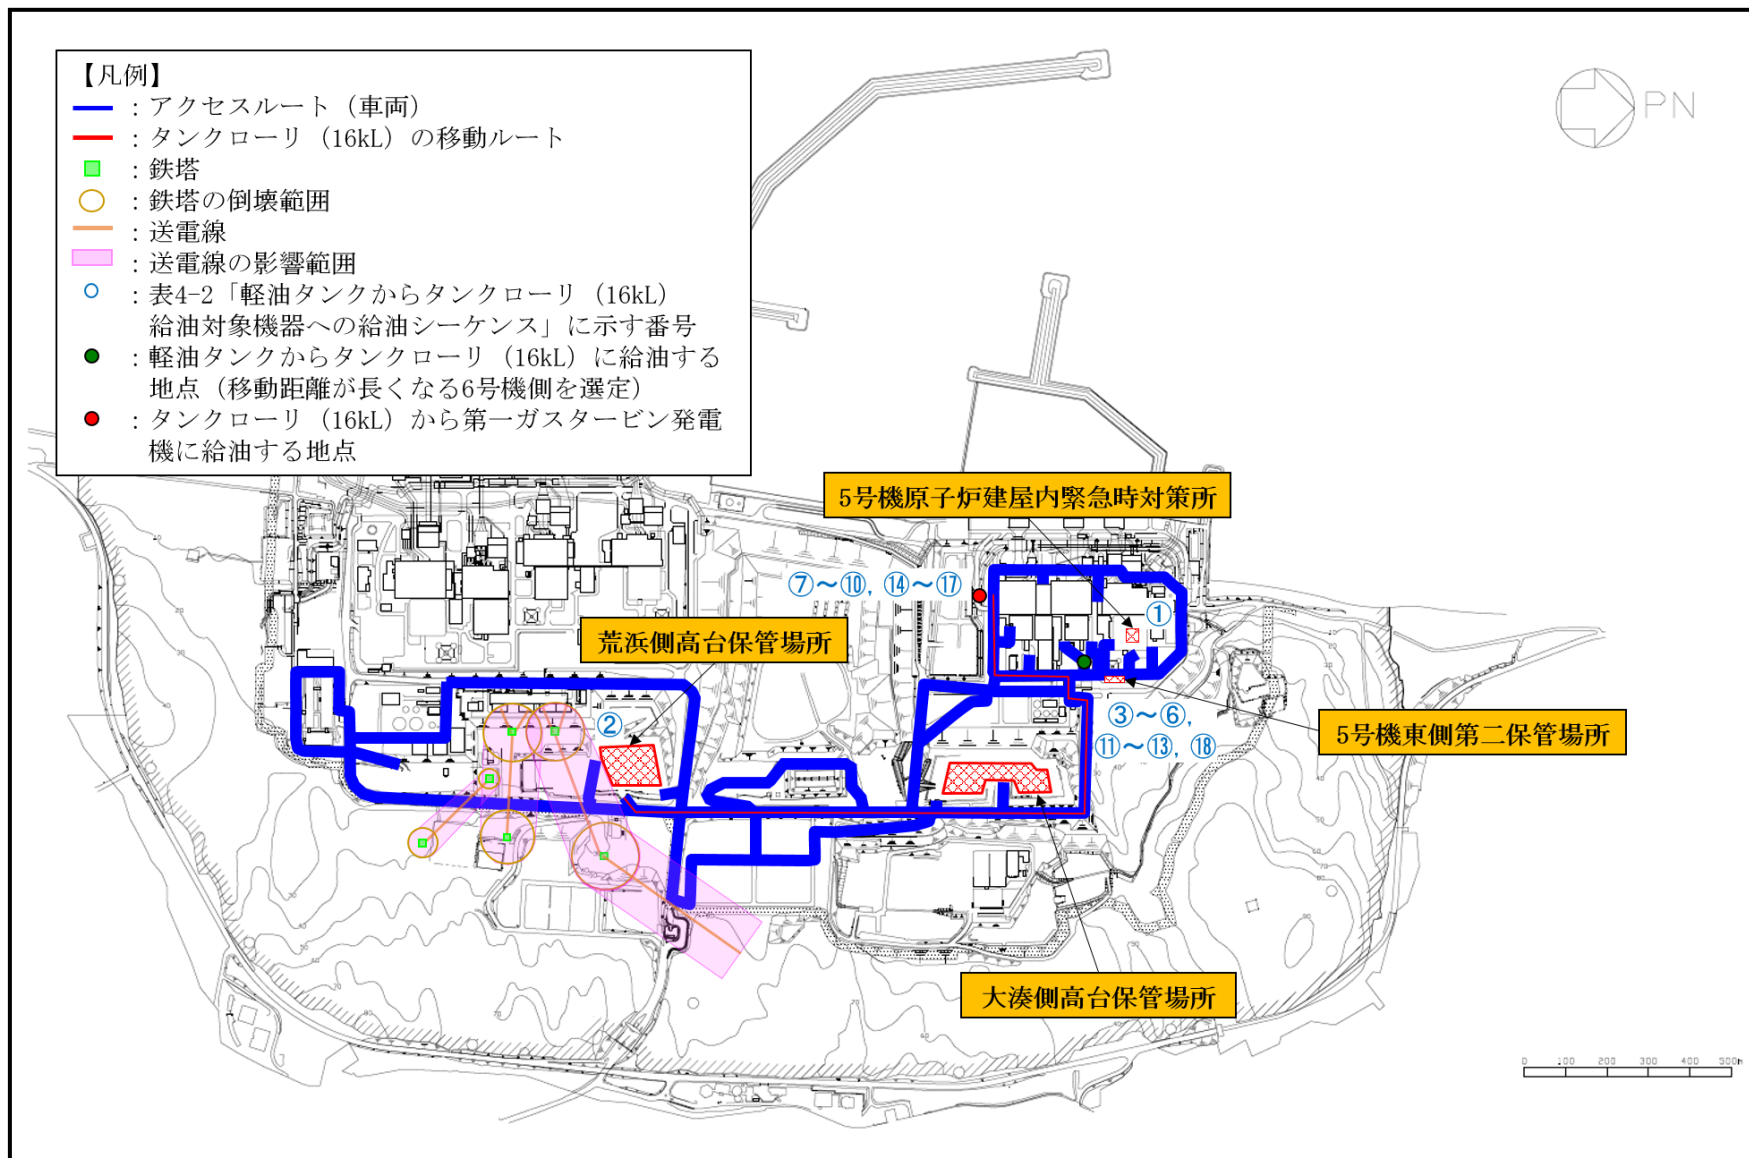 【凡例】
：アクセスルート（車両）
：タンクローリ（16kL）の移動ルート
：鉄塔
：鉄塔の倒壊範囲
：送電線
：送電線の影響範囲
：表4-2「軽油タンクからタンクローリ（16kL）
給油対象機器への給油シーケンス」に示す番号
：軽油タンクからタンクローリ（16kL）に給油する
地点（移動距離が長くなる6号機側を選定）
：タンクローリ（16kL）から第一ガスタービン発電
機に給油する地点
PN
5号機原子炉建屋内緊急時対策所
⑦～⑩，⑭～⑰
①
荒浜側高台保管場所
②
③～⑥，
⑪～⑬，⑱
5号機東側第二保管場所
大湊側高台保管場所
0 100 200 300 400 500m